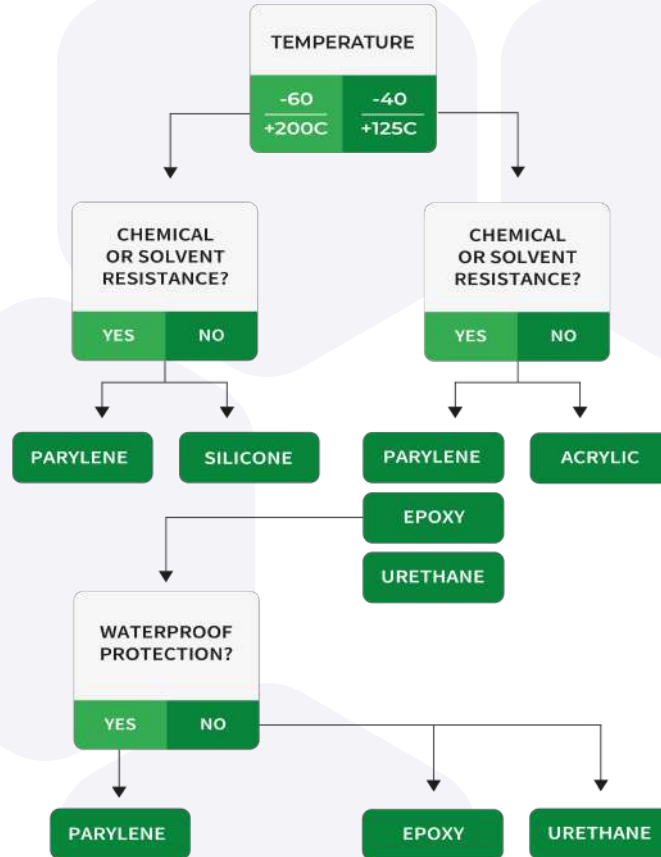 TEMPERATURE
-60
+200C
-40
+125C
CHEMICAL
OR SOLVENT
RESISTANCE?
YES NO
CHEMICAL
OR SOLVENT
RESISTANCE?
YES NO
PARYLENE
SILICONE
PARYLENE
ACRYLIC
EPOXY
URETHANE
WATERPROOF
PROTECTION?
YES NO
PARYLENE
EPOXY
URETHANE